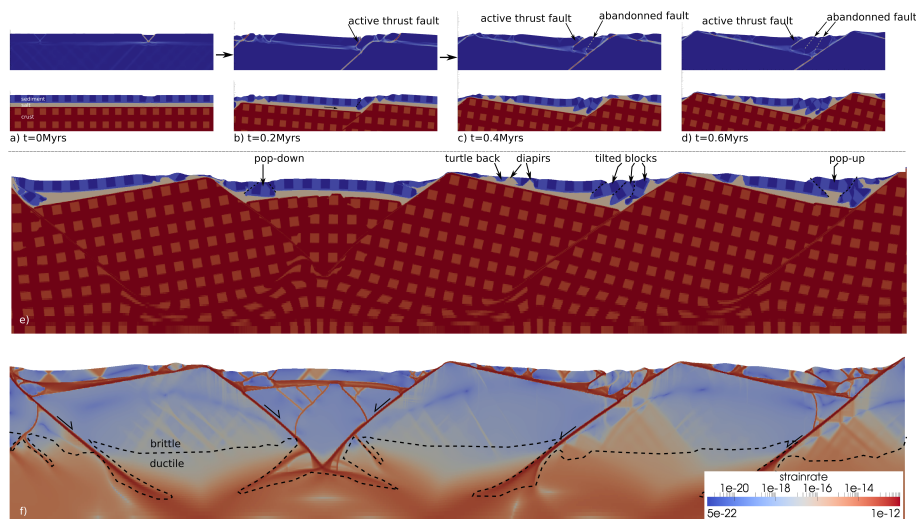 active thrust fault
active thrust fault
abandonned fault
active thrust fault
abandonned fault
sediment
salt
crust
a) t=0Myrs
b) t=0.2Myrs
c) t=0.4Myrs
d) t=0.6Myrs
pop-down
turtle back
diapirs
tilted blocks
pop-up
e)
brittle
ductile
f)
strainrate
1e-20 1e-18 1e-16 1e-14
5e-22 1e-12